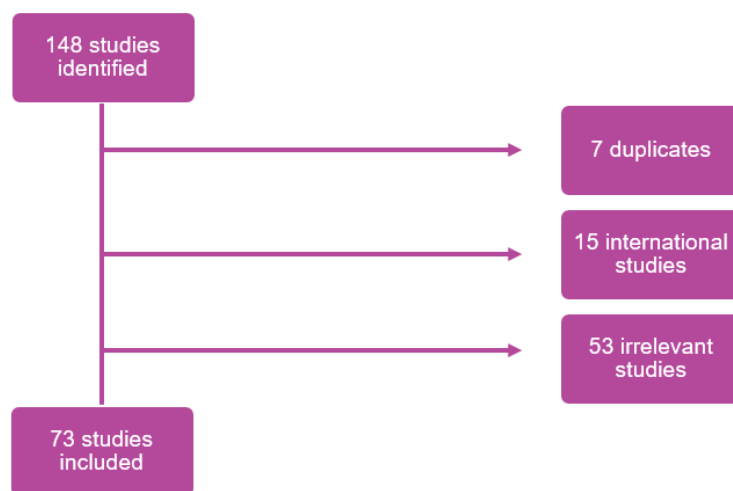 148 studies
identified
7 duplicates
15 international
studies
53 irrelevant
studies
73 studies
included